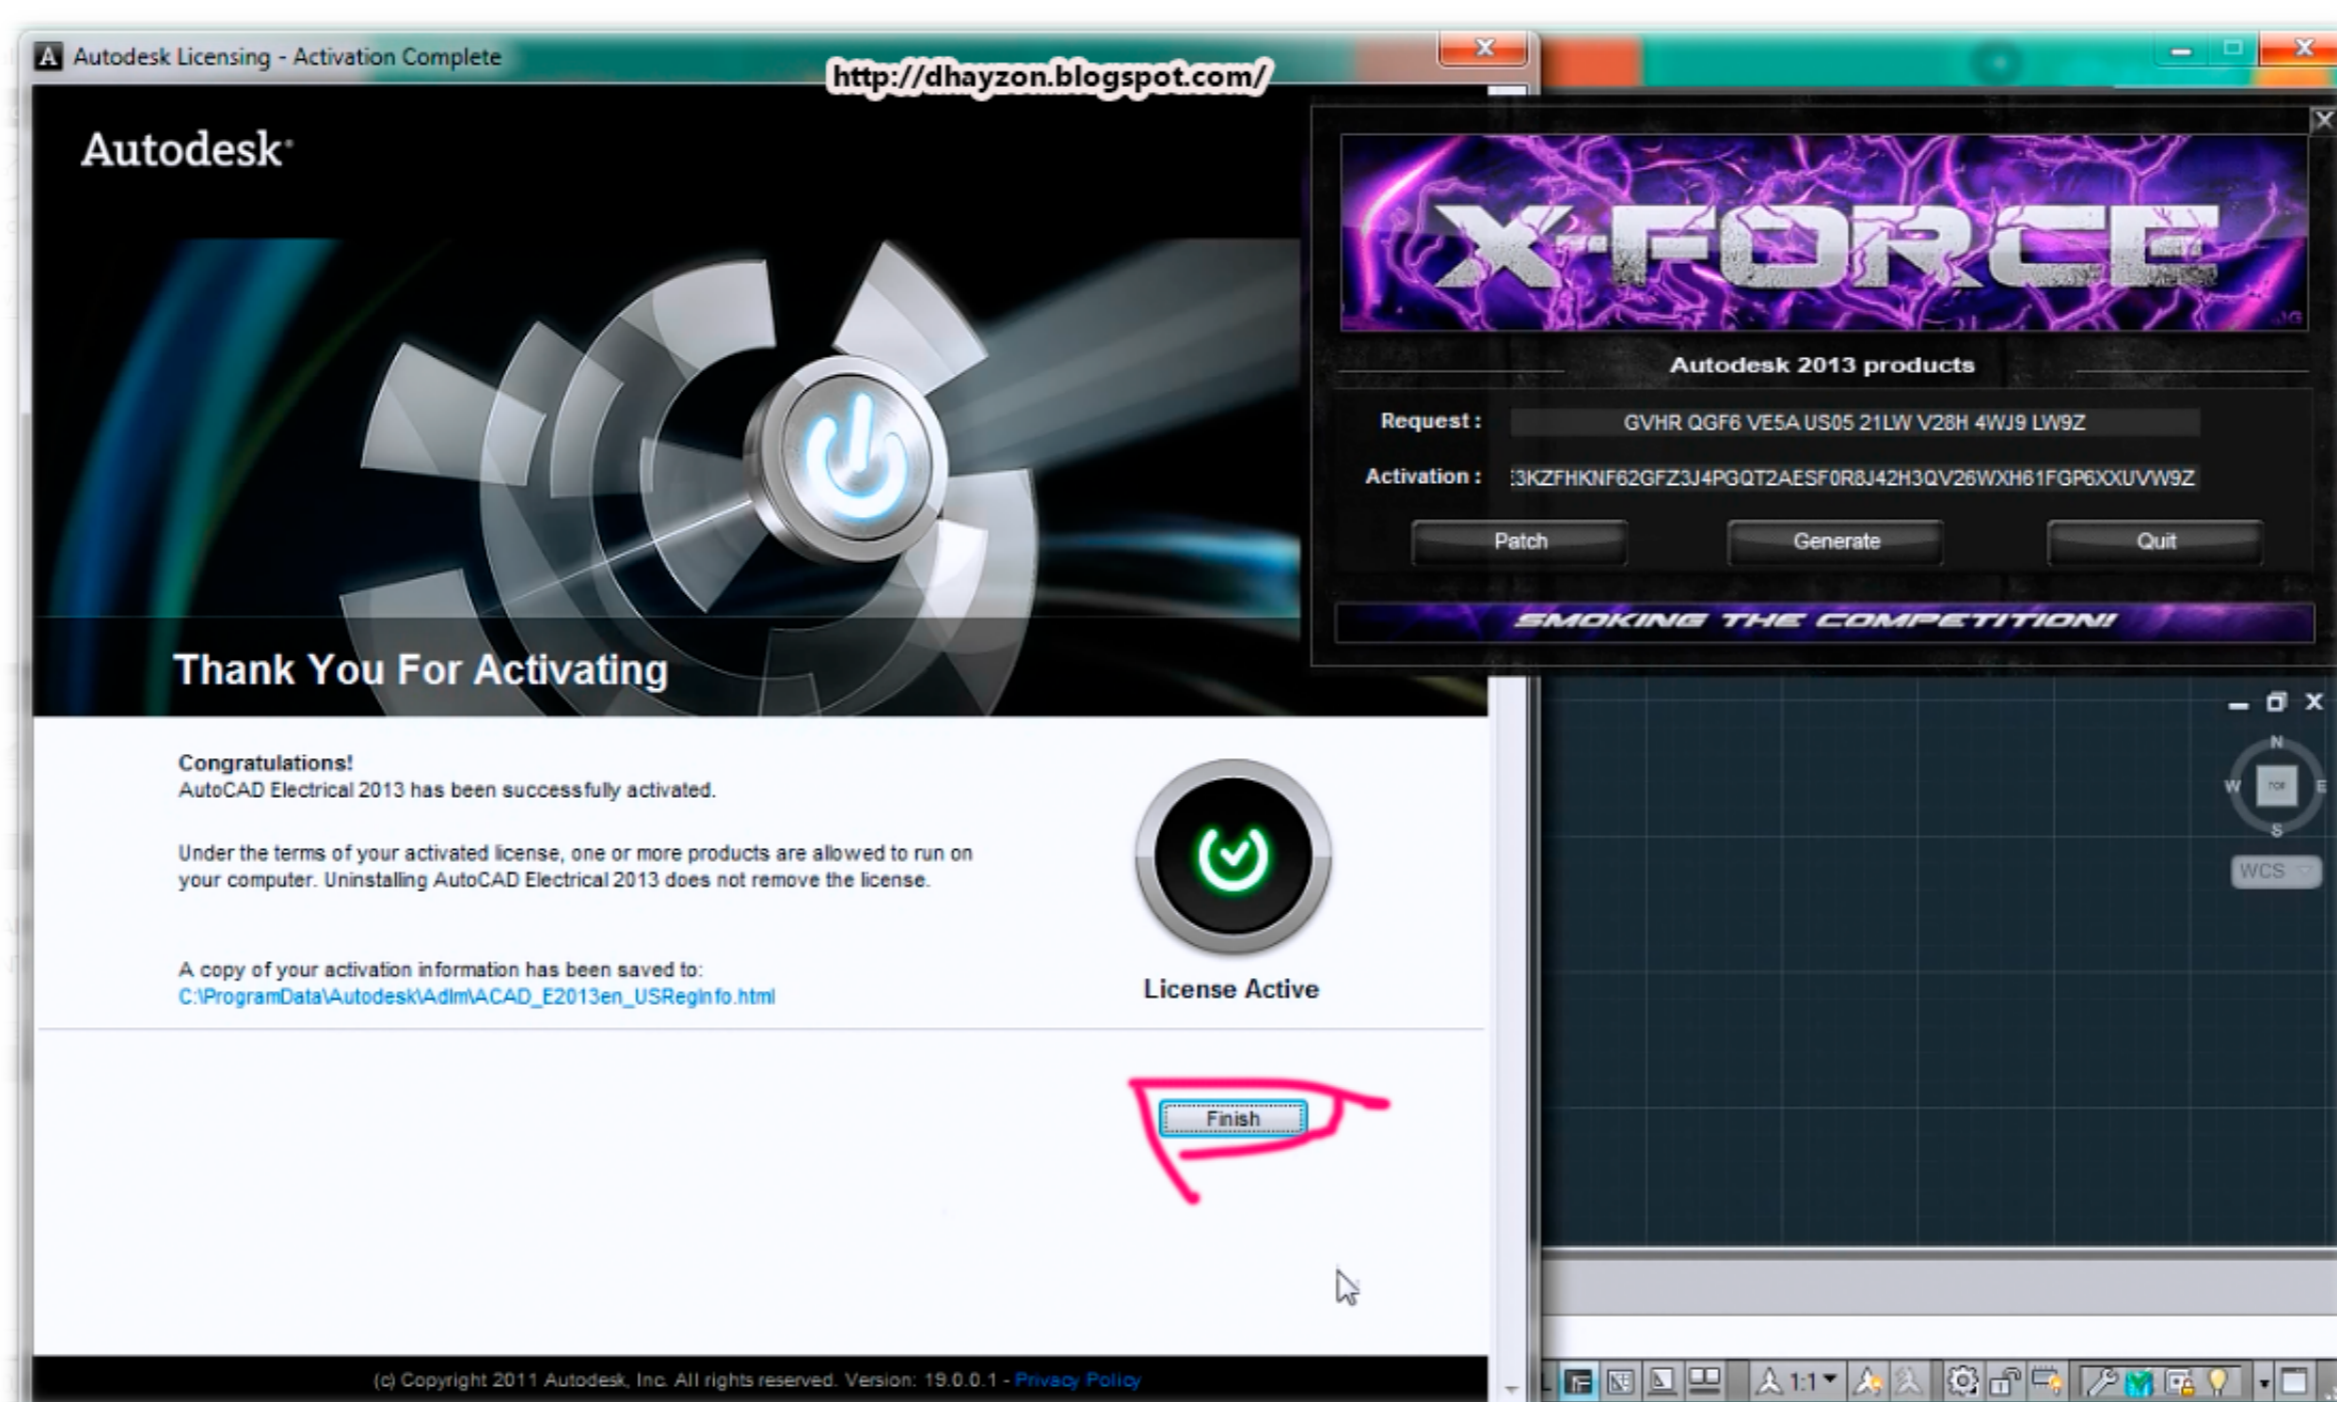 Autodesk Licensing - Activation Complete
http://dhayzon.blogspot.com/
Autodesk
Thank You For Activating
Congratulations!
AutoCAD Electrical 2013 has been successfully activated.
Under the terms of your activated license, one or more products are allowed to run on
your computer. Uninstalling AutoCAD Electrical 2013 does not remove the license.
A copy of your activation information has been saved to:
C:\ProgramData\Autodesk\Adlm\ACAD_E2013en_USRegInfo.html
License Active
Finish
(c) Copyright 2011 Autodesk, Inc. All rights reserved. Version: 19.0.0.1 - Privacy Policy
X-FORCE
Autodesk 2013 products
Request : GVHR QGF6 VE5A US05 21LW V28H 4WJ9 LW9Z
Activation : 3KZFHKNF62GFZ3J4PGQT2AESF0R8J42H3QV26WXH61FGP6XXUVW9Z
Patch Generate Quit
SMOKING THE COMPETITION!
N
W TOP E
S
WCS
1:1